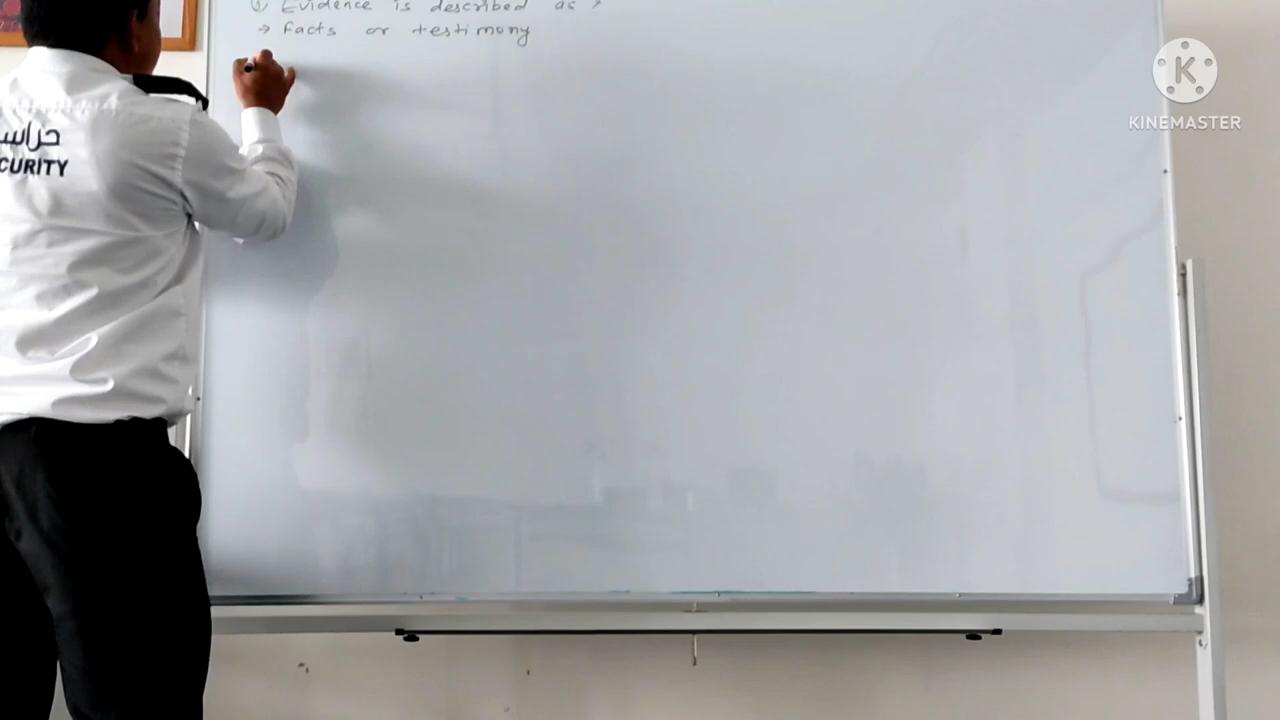 ① Evidence is described as ?
→ Facts or testimony
حراس
CURITY
KINEMASTER